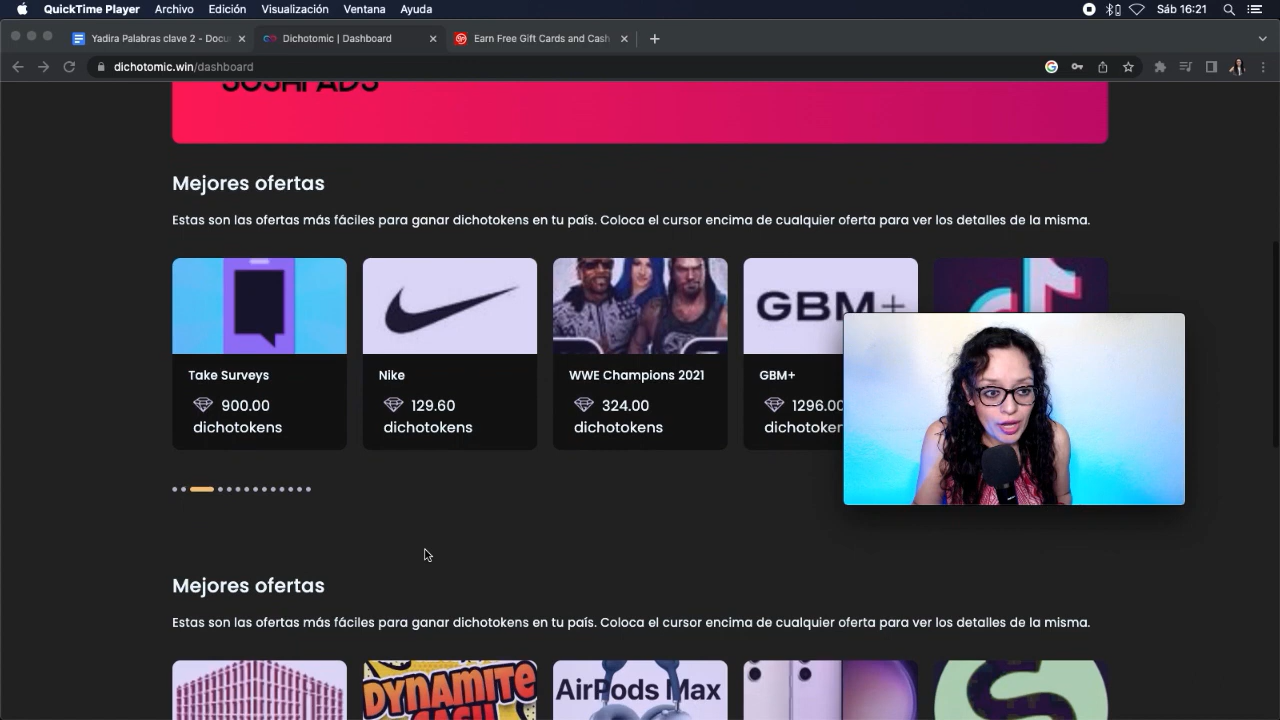 QuickTime Player Archivo Edición Visualización Ventana Ayuda Sáb 16:21
Yadira Palabras clave 2 - Docu Dichotomic | Dashboard Earn Free Gift Cards and Cash
dichotomic.win/dashboard
Mejores ofertas
Estas son las ofertas más fáciles para ganar dichotokens en tu país. Coloca el cursor encima de cualquier oferta para ver los detalles de la misma.
GBM+
Take Surveys Nike WWE Champions 2021 GBM+
900.00 129.60 324.00 1296.00
dichotokens dichotokens dichotokens dichotoken
Mejores ofertas
Estas son las ofertas más fáciles para ganar dichotokens en tu país. Coloca el cursor encima de cualquier oferta para ver los detalles de la misma.
DYNAMITE AirPods Max
CASH